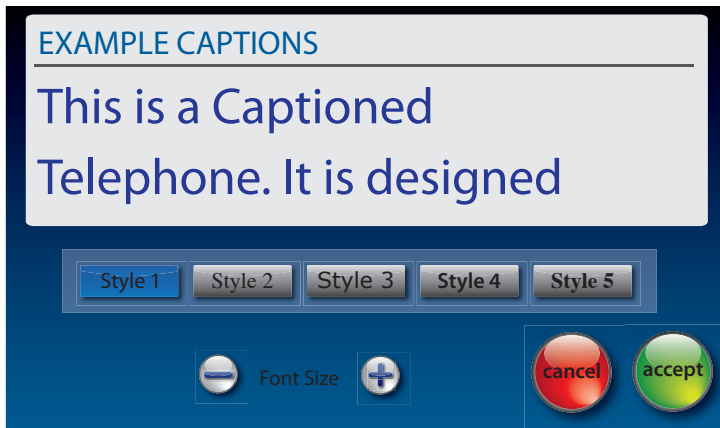 EXAMPLE CAPTIONS
This is a Captioned
Telephone. It is designed
Style 1 Style 2 Style 3 Style 4 Style 5
Font Size cancel accept